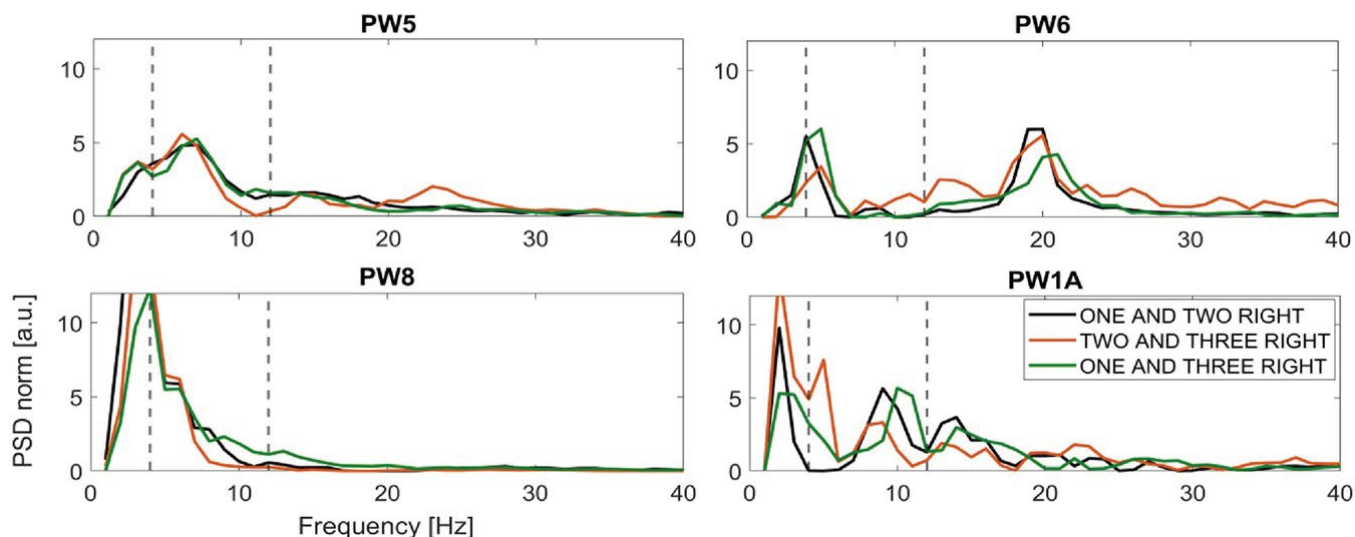 PW5
PW6
10
5
0
0 10 20 30 40
10
5
0
0 10 20 30 40
PW8
PW1A
PSD norm [a.u.]
10
5
0
0 10 20 30 40
Frequency [Hz]
10
5
0
0 10 20 30 40
ONE AND TWO RIGHT
TWO AND THREE RIGHT
ONE AND THREE RIGHT